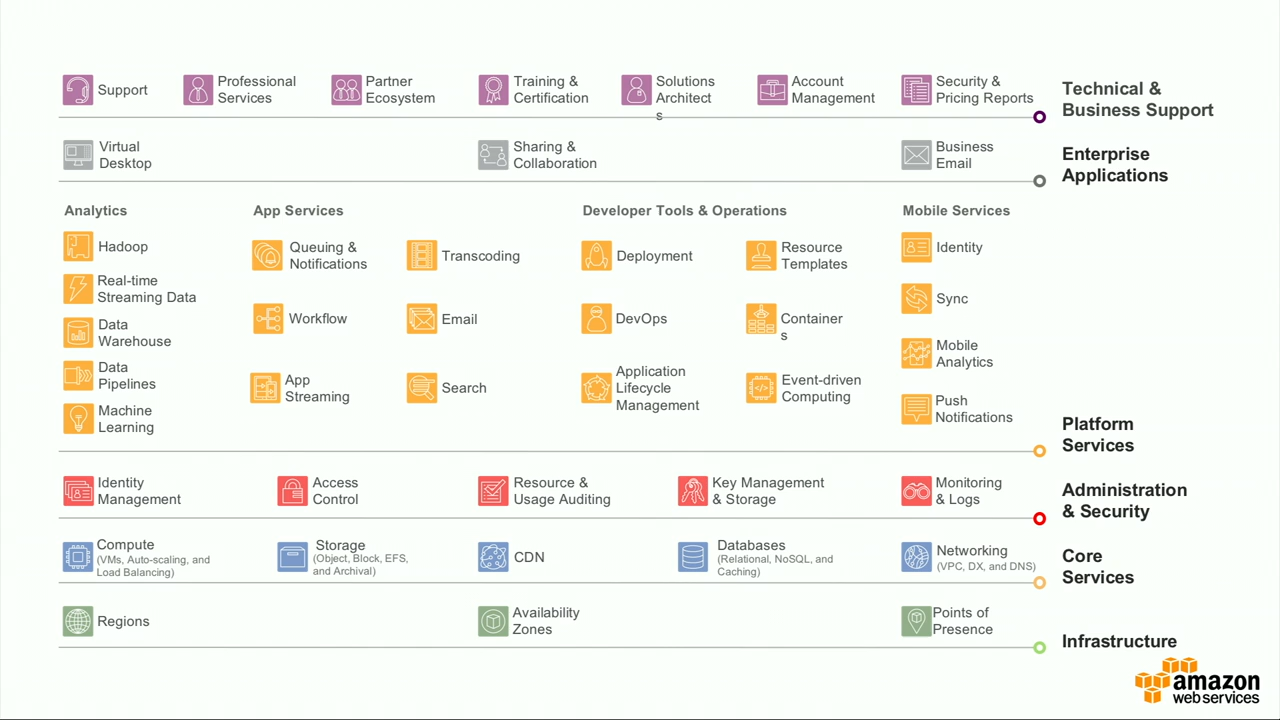 Support
Professional
Services
Partner
Ecosystem
Training &
Certification
Solutions
Architect
s
Account
Management
Security &
Pricing Reports
Technical &
Business Support
Virtual
Desktop
Sharing &
Collaboration
Business
Email
Enterprise
Applications
Analytics
Hadoop
Real-time
Streaming Data
Data
Warehouse
Data
Pipelines
Machine
Learning
App Services
Queuing &
Notifications
Transcoding
Workflow
Email
App
Streaming
Search
Developer Tools & Operations
Deployment
Resource
Templates
DevOps
Container
s
Application
Lifecycle
Management
Event-driven
Computing
Mobile Services
Identity
Sync
Mobile
Analytics
Push
Notifications
Platform
Services
Identity
Management
Access
Control
Resource &
Usage Auditing
Key Management
& Storage
Monitoring
& Logs
Administration
& Security
Compute
(VMs, Auto-scaling, and
Load Balancing)
Storage
(Object, Block, EFS,
and Archival)
CDN
Databases
(Relational, NoSQL, and
Caching)
Networking
(VPC, DX, and DNS)
Core
Services
Regions
Availability
Zones
Points of
Presence
Infrastructure
amazon
web services